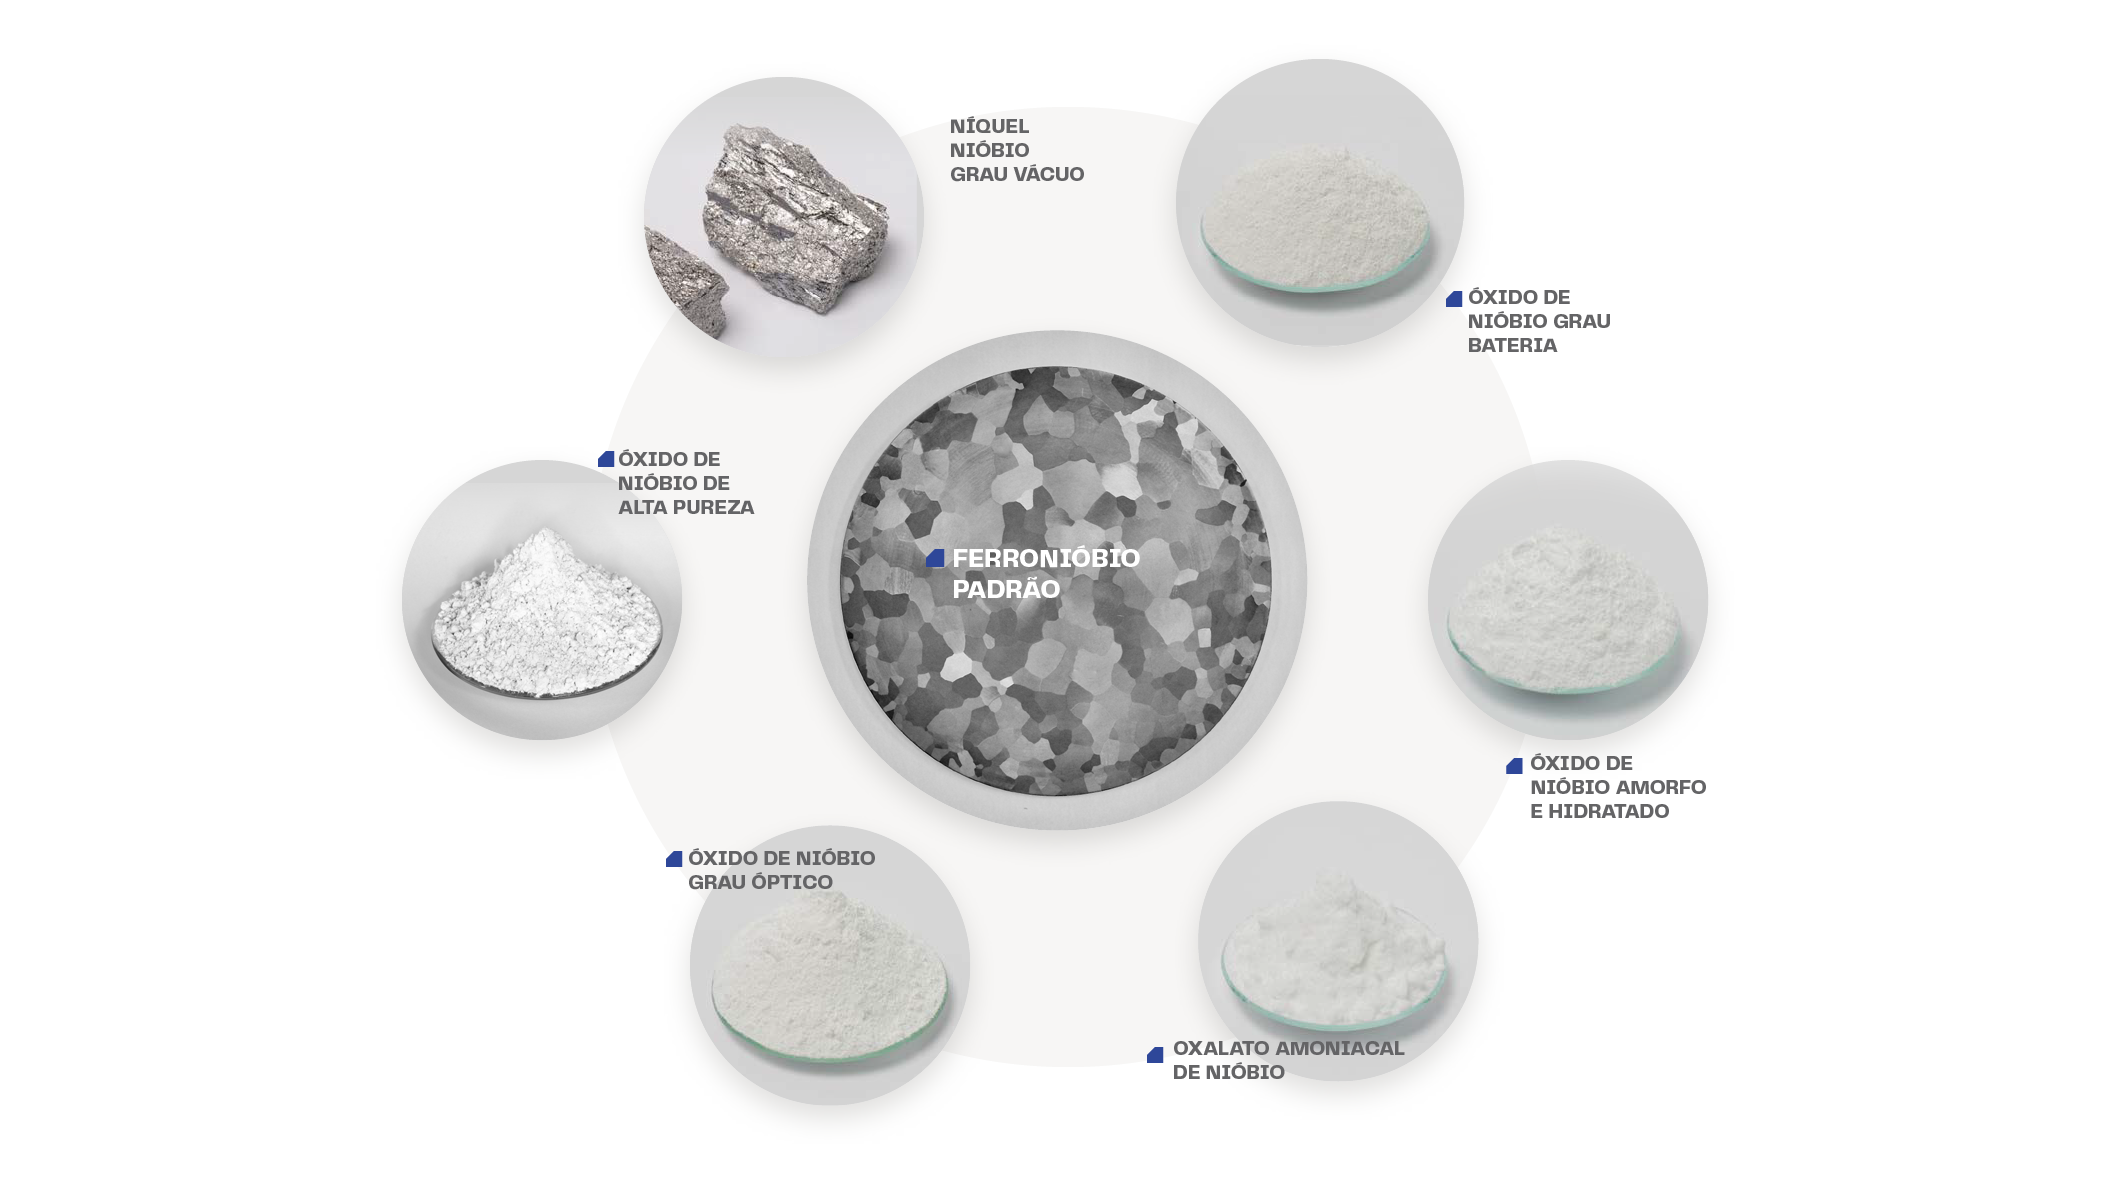 NÍQUEL
NIÓBIO
GRAU VÁCUO
ÓXIDO DE
NIÓBIO GRAU
BATERIA
ÓXIDO DE
NIÓBIO DE
ALTA PUREZA
FERRONIÓBIO
PADRÃO
ÓXIDO DE
NIÓBIO AMORFO
E HIDRATADO
ÓXIDO DE NIÓBIO
GRAU ÓPTICO
OXALATO AMONIACAL
DE NIÓBIO